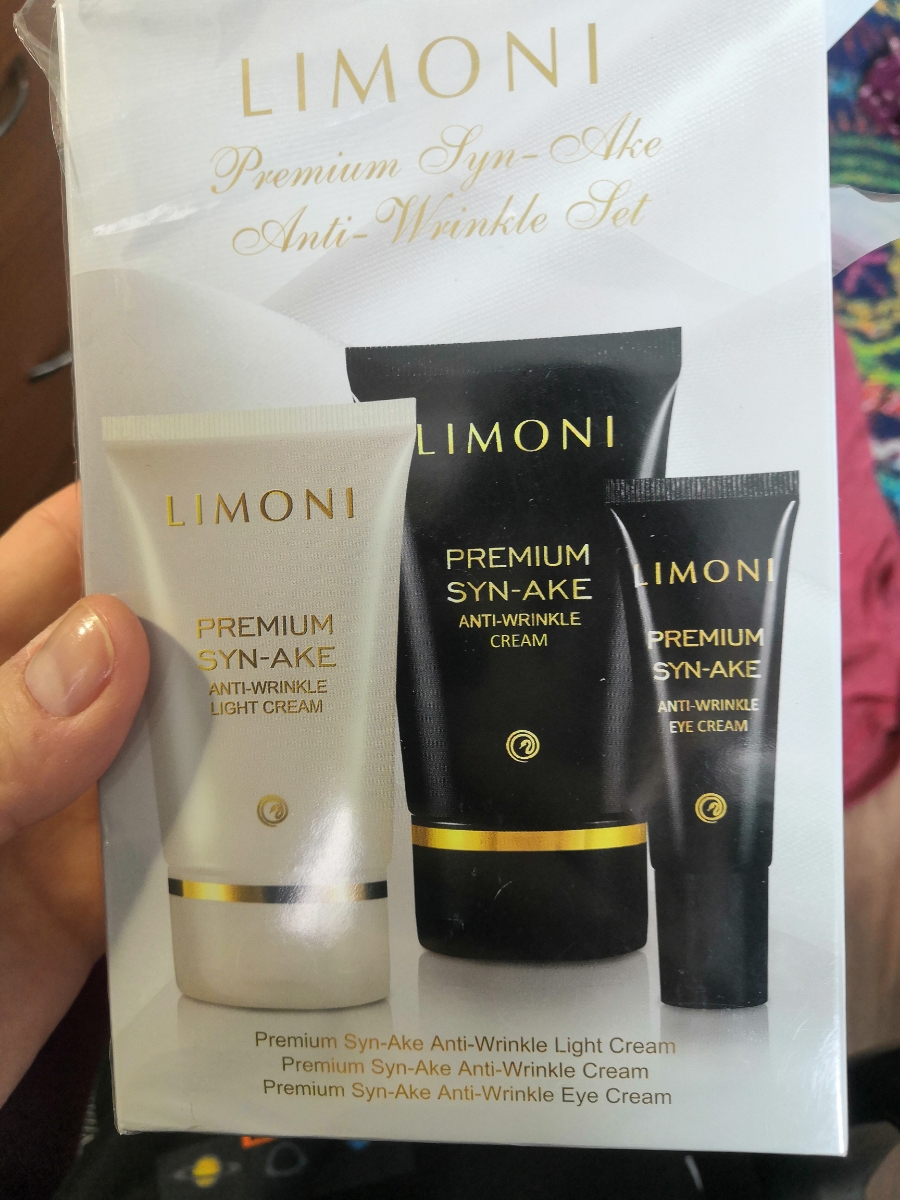 LIMONI
Premium Syn-Ake
Anti-Wrinkle Set
LIMONI
PREMIUM
SYN-AKE
ANTI-WRINKLE
LIGHT CREAM
LIMONI
PREMIUM
SYN-AKE
ANTI-WRINKLE
CREAM
LIMONI
PREMIUM
SYN-AKE
ANTI-WRINKLE
EYE CREAM
Premium Syn-Ake Anti-Wrinkle Light Cream
Premium Syn-Ake Anti-Wrinkle Cream
Premium Syn-Ake Anti-Wrinkle Eye Cream